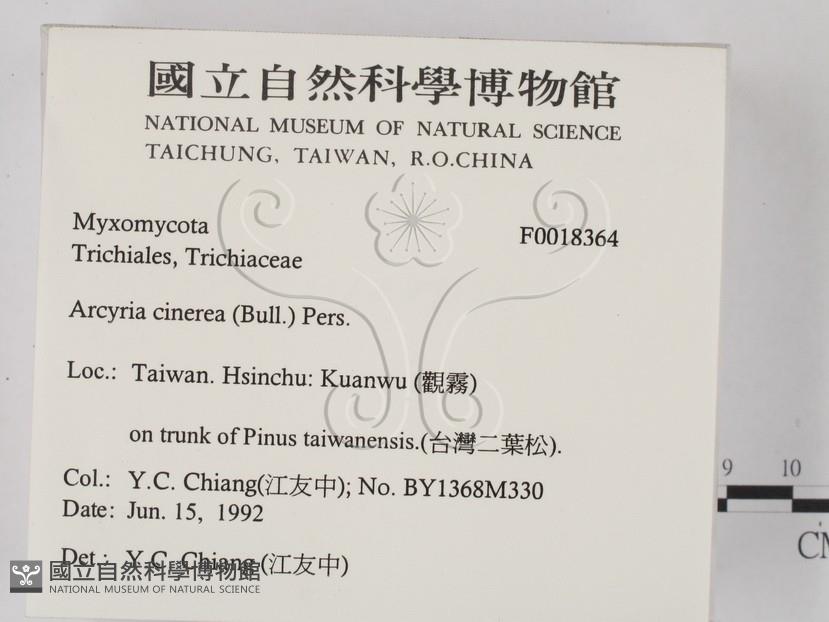 國立自然科學博物館
NATIONAL MUSEUM OF NATURAL SCIENCE
TAICHUNG, TAIWAN, R.O.CHINA
Myxomycota
F0018364
Trichiales, Trichiaceae
Arcyria cinerea (Bull.) Pers.
Loc.: Taiwan. Hsinchu: Kuanwu (觀霧)
on trunk of Pinus taiwanensis.(台灣二葉松).
Col.: Y.C. Chiang(江友中); No. BY1368M330
Date: Jun. 15, 1992
Det.: Y.C. Chiang (江友中)
國立自然科學博物館
NATIONAL MUSEUM OF NATURAL SCIENCE
9 10
CM